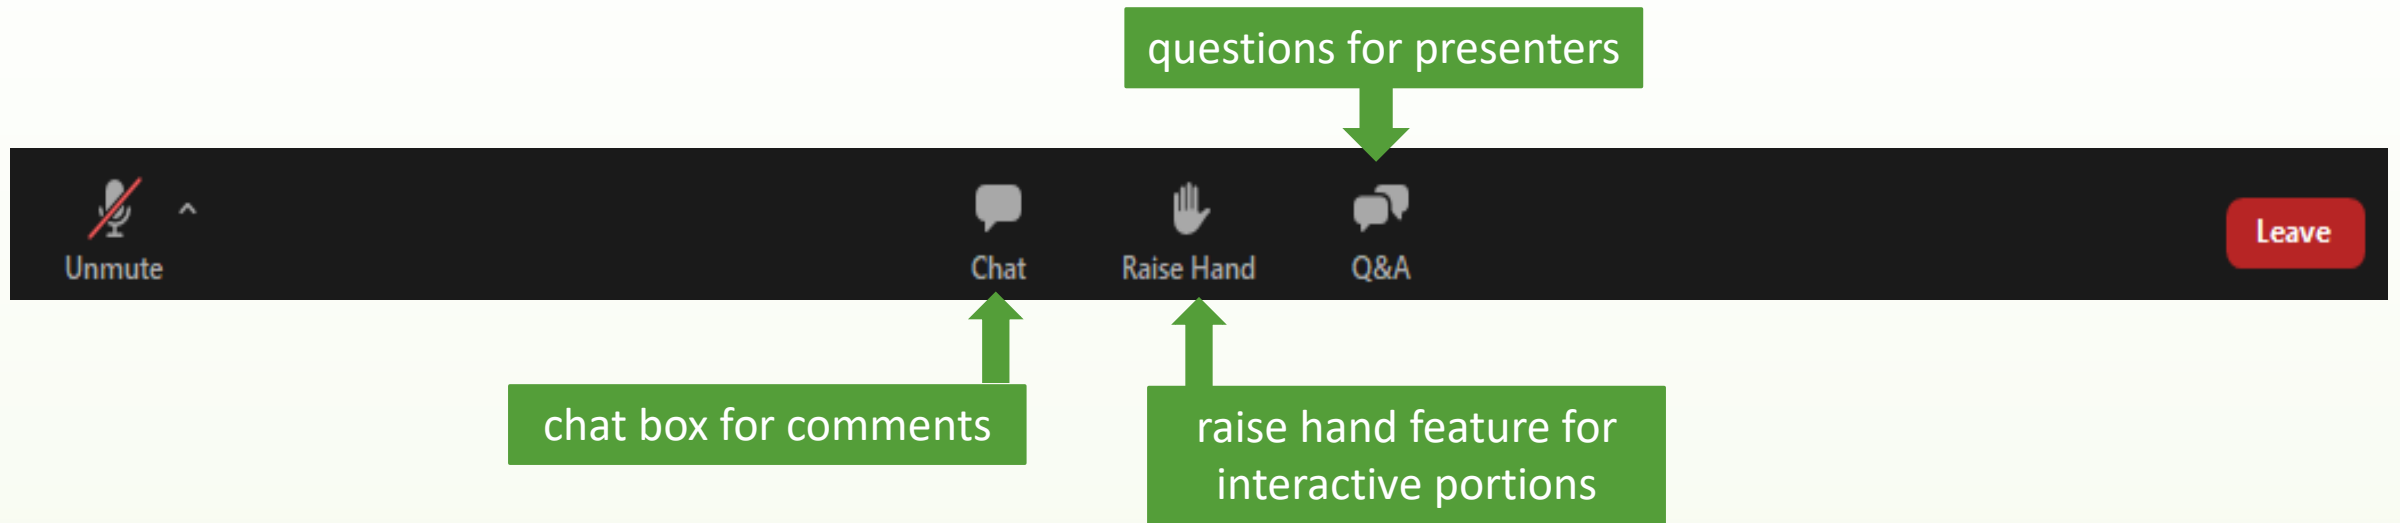 questions for presenters
Unmute
Chat
Raise Hand
Q&A
Leave
chat box for comments
raise hand feature for
interactive portions